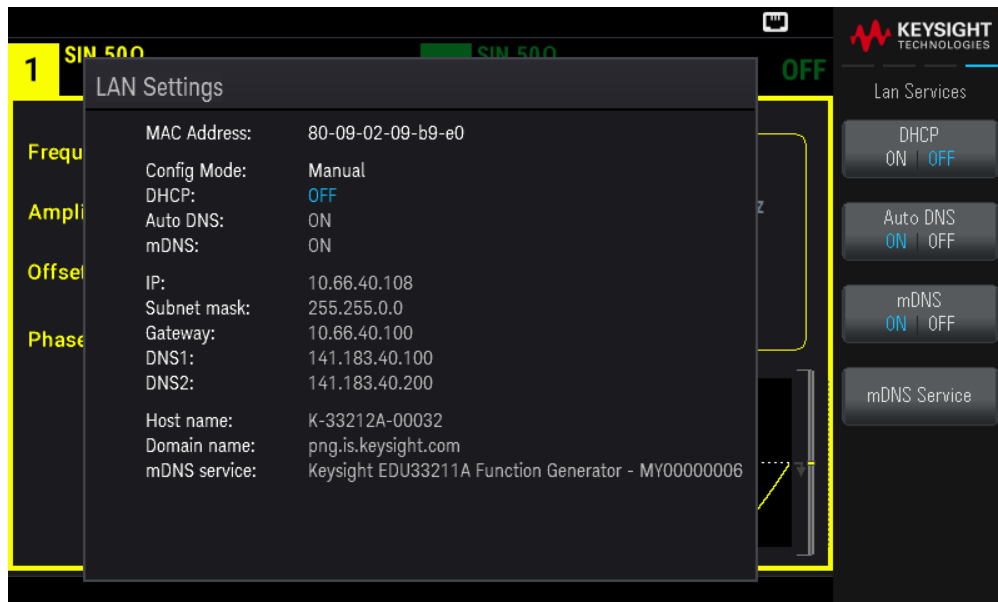 KEYSIGHT
TECHNOLOGIES
1
SIN 50Ω
SIN 50Ω
OFF
LAN Settings
MAC Address: 80-09-02-09-b9-e0
Config Mode: Manual
DHCP: OFF
Auto DNS: ON
mDNS: ON
IP: 10.66.40.108
Subnet mask: 255.255.0.0
Gateway: 10.66.40.100
DNS1: 141.183.40.100
DNS2: 141.183.40.200
Host name: K-33212A-00032
Domain name: png.is.keysight.com
mDNS service: Keysight EDU33211A Function Generator - MY00000006
Frequ
Ampli
Offset
Phase
z
Lan Services
DHCP
ON | OFF
Auto DNS
ON | OFF
mDNS
ON | OFF
mDNS Service